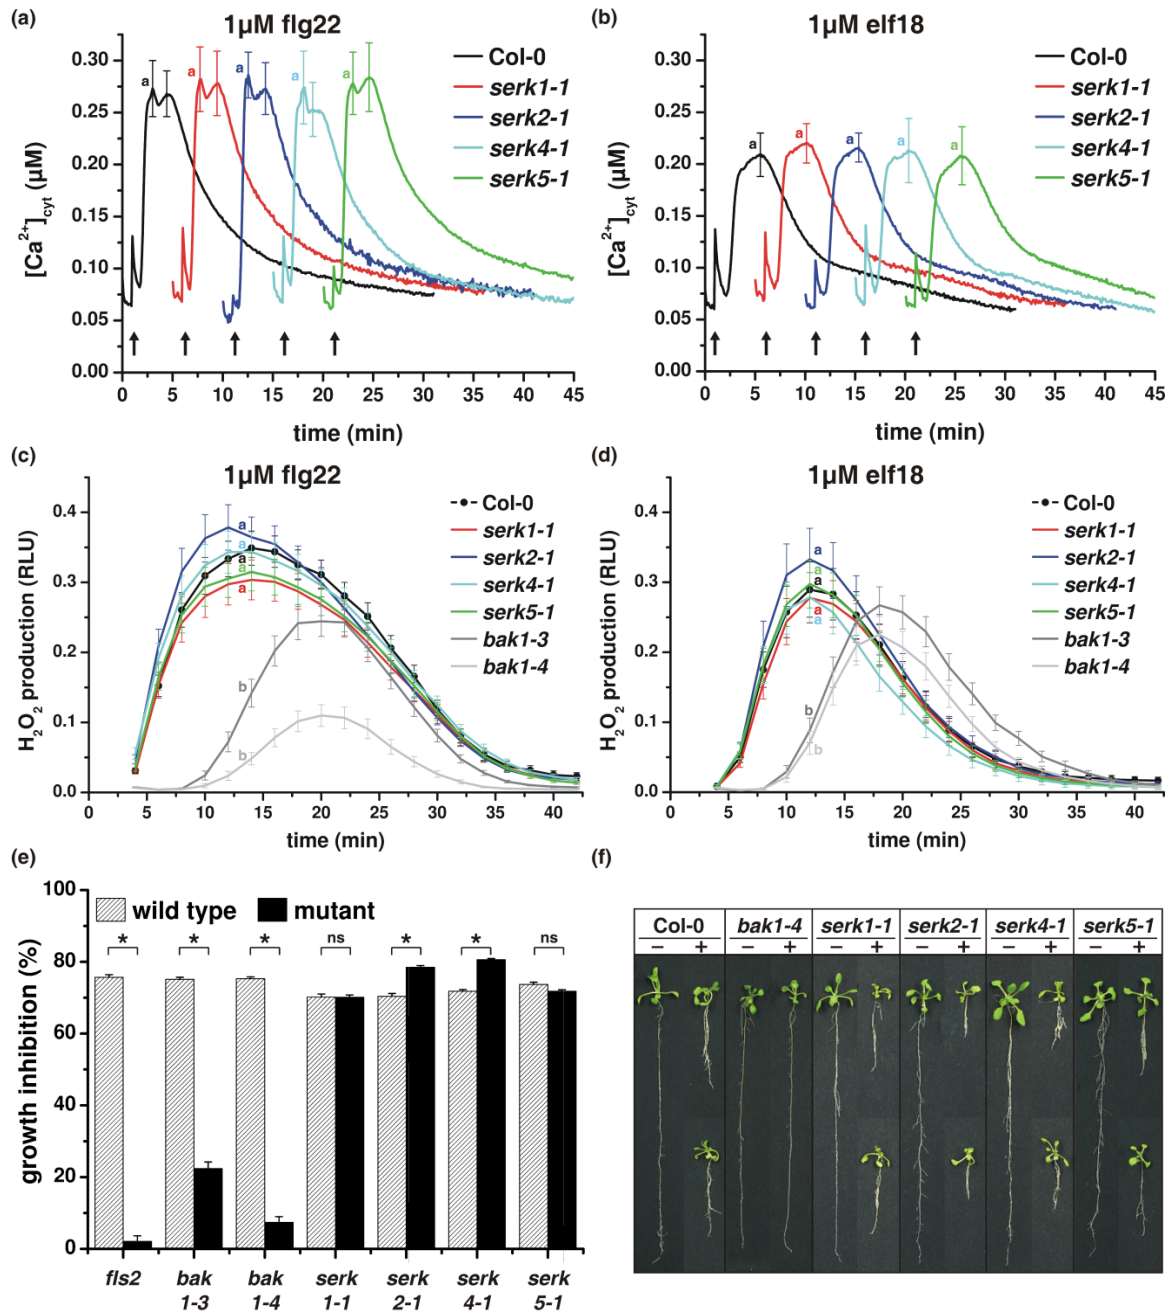 (a)
1µM flg22
Col-0
serk1-1
serk2-1
serk4-1
serk5-1
a a a a a
[Ca2+]cyt (µM)
0.30
0.25
0.20
0.15
0.10
0.05
0.00
0 5 10 15 20 25 30 35 40 45
time (min)
(b)
1µM elf18
Col-0
serk1-1
serk2-1
serk4-1
serk5-1
a a a a a
[Ca2+]cyt (µM)
0.30
0.25
0.20
0.15
0.10
0.05
0.00
0 5 10 15 20 25 30 35 40 45
time (min)
(c)
1µM flg22
Col-0
serk1-1
serk2-1
serk4-1
serk5-1
bak1-3
bak1-4
a
a
a
a
a
b
b
H2O2 production (RLU)
0.4
0.3
0.2
0.1
0.0
0 5 10 15 20 25 30 35 40
time (min)
(d)
1µM elf18
Col-0
serk1-1
serk2-1
serk4-1
serk5-1
bak1-3
bak1-4
a
a
a
a
a
b
b
H2O2 production (RLU)
0.4
0.3
0.2
0.1
0.0
0 5 10 15 20 25 30 35 40
time (min)
(e)
wild type mutant
* * * ns * * ns
growth inhibition (%)
100
80
60
40
20
0
fls2 bak bak serk serk serk serk
1-3 1-4 1-1 2-1 4-1 5-1
(f)
Col-0 bak1-4 serk1-1 serk2-1 serk4-1 serk5-1
− + − + − + − + − + − +